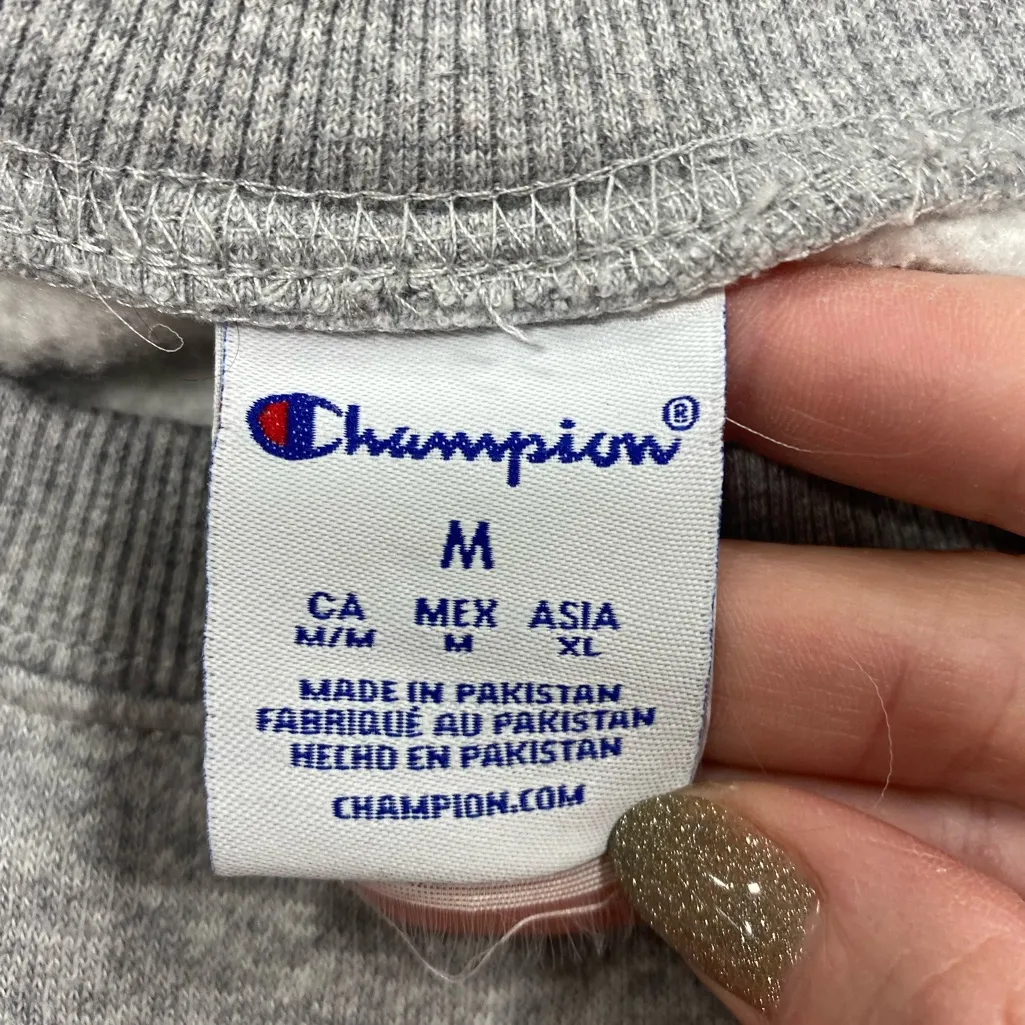 Champion®
M
CA MEX ASIA
M/M M XL
MADE IN PAKISTAN
FABRIQUÉ AU PAKISTAN
HECHO EN PAKISTAN
CHAMPION.COM